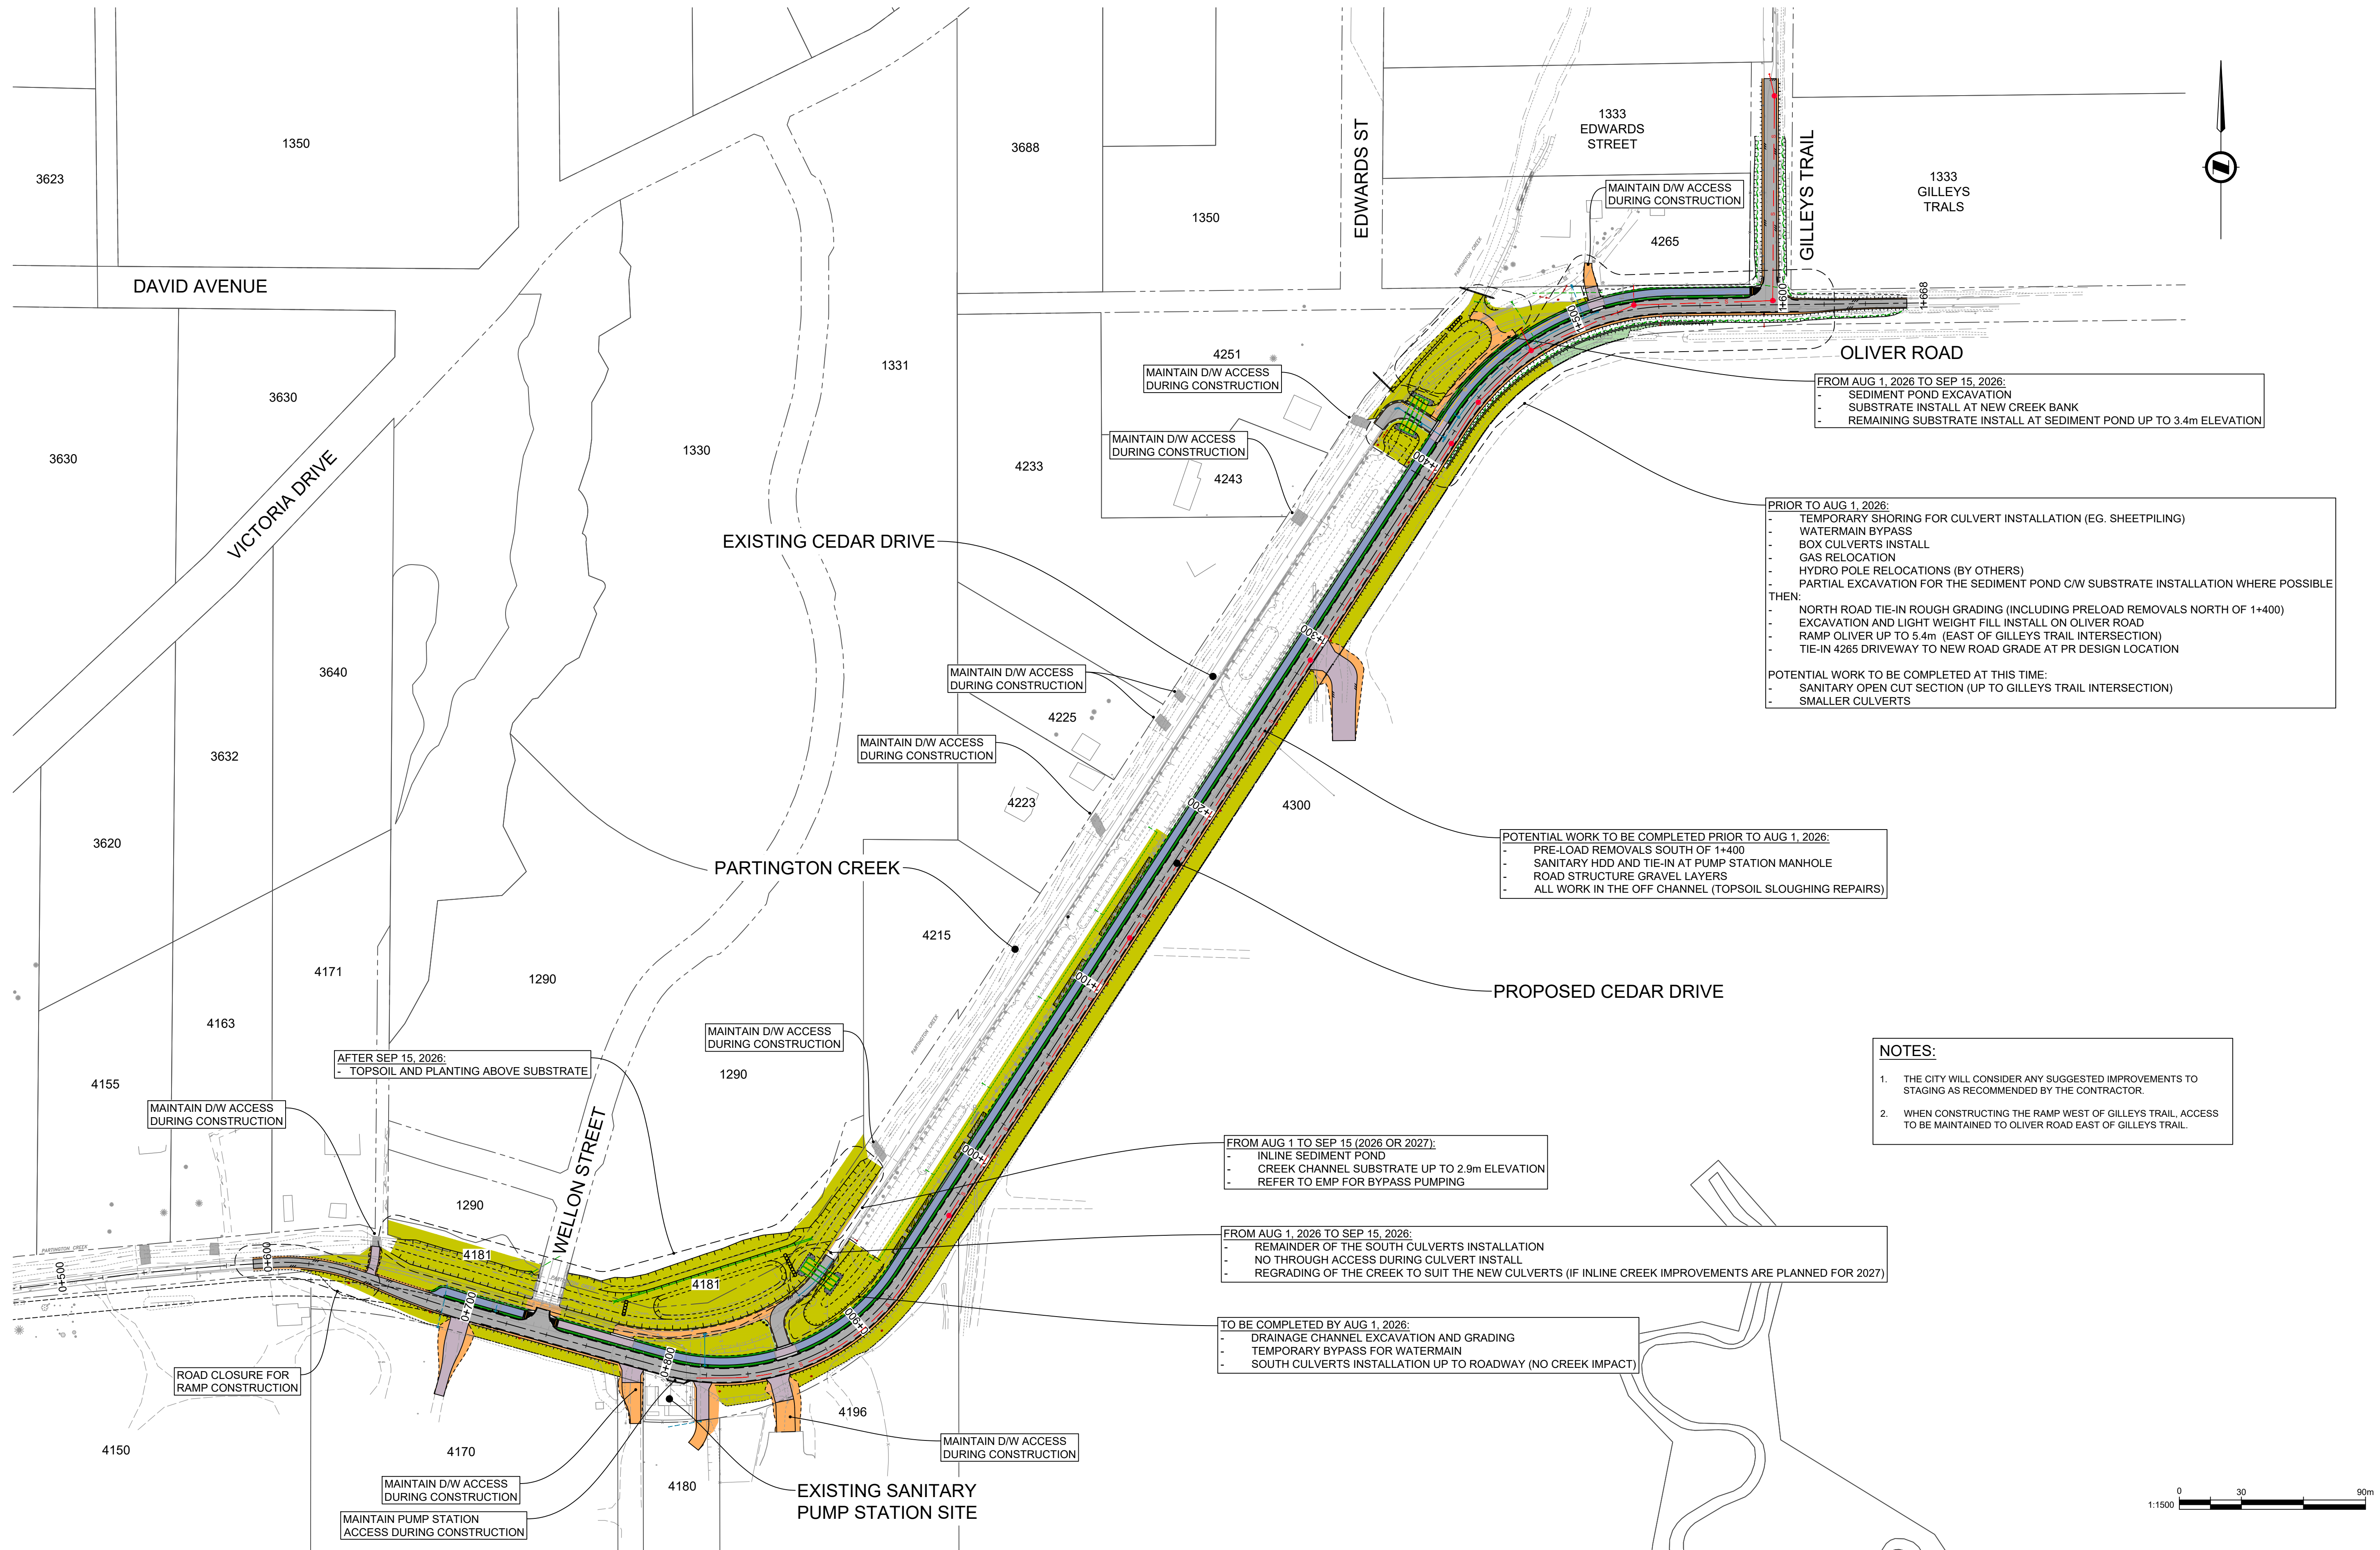 1350
3623
3688
1350
EDWARDS ST
1333
EDWARDS
STREET
GILLEYS TRAIL
1333
GILLEYS
TRALS
MAINTAIN D/W ACCESS
DURING CONSTRUCTION
4265
PARTINGTON CREEK
DAVID AVENUE
1+500
1+600
1+668
OLIVER ROAD
3630
3630
VICTORIA DRIVE
1331
1330
4251
MAINTAIN D/W ACCESS
DURING CONSTRUCTION
MAINTAIN D/W ACCESS
DURING CONSTRUCTION
4233
4243
1+400
FROM AUG 1, 2026 TO SEP 15, 2026:
- SEDIMENT POND EXCAVATION
- SUBSTRATE INSTALL AT NEW CREEK BANK
- REMAINING SUBSTRATE INSTALL AT SEDIMENT POND UP TO 3.4m ELEVATION
PRIOR TO AUG 1, 2026:
- TEMPORARY SHORING FOR CULVERT INSTALLATION (EG. SHEETPILING)
- WATERMAIN BYPASS
- BOX CULVERTS INSTALL
- GAS RELOCATION
- HYDRO POLE RELOCATIONS (BY OTHERS)
- PARTIAL EXCAVATION FOR THE SEDIMENT POND C/W SUBSTRATE INSTALLATION WHERE POSSIBLE
THEN:
- NORTH ROAD TIE-IN ROUGH GRADING (INCLUDING PRELOAD REMOVALS NORTH OF 1+400)
- EXCAVATION AND LIGHT WEIGHT FILL INSTALL ON OLIVER ROAD
- RAMP OLIVER UP TO 5.4m (EAST OF GILLEYS TRAIL INTERSECTION)
- TIE-IN 4265 DRIVEWAY TO NEW ROAD GRADE AT PR DESIGN LOCATION
POTENTIAL WORK TO BE COMPLETED AT THIS TIME:
- SANITARY OPEN CUT SECTION (UP TO GILLEYS TRAIL INTERSECTION)
- SMALLER CULVERTS
EXISTING CEDAR DRIVE
1+300
3640
MAINTAIN D/W ACCESS
DURING CONSTRUCTION
4225
MAINTAIN D/W ACCESS
DURING CONSTRUCTION
3632
4223
1+200
4300
3620
POTENTIAL WORK TO BE COMPLETED PRIOR TO AUG 1, 2026:
- PRE-LOAD REMOVALS SOUTH OF 1+400
- SANITARY HDD AND TIE-IN AT PUMP STATION MANHOLE
- ROAD STRUCTURE GRAVEL LAYERS
- ALL WORK IN THE OFF CHANNEL (TOPSOIL SLOUGHING REPAIRS)
PARTINGTON CREEK
4215
4171
1290
1+100
PROPOSED CEDAR DRIVE
4163
PARTINGTON CREEK
MAINTAIN D/W ACCESS
DURING CONSTRUCTION
1290
AFTER SEP 15, 2026:
- TOPSOIL AND PLANTING ABOVE SUBSTRATE
4155
NOTES:
1. THE CITY WILL CONSIDER ANY SUGGESTED IMPROVEMENTS TO
STAGING AS RECOMMENDED BY THE CONTRACTOR.
2. WHEN CONSTRUCTING THE RAMP WEST OF GILLEYS TRAIL, ACCESS
TO BE MAINTAINED TO OLIVER ROAD EAST OF GILLEYS TRAIL.
MAINTAIN D/W ACCESS
DURING CONSTRUCTION
WELLON STREET
1+000
FROM AUG 1 TO SEP 15 (2026 OR 2027):
- INLINE SEDIMENT POND
- CREEK CHANNEL SUBSTRATE UP TO 2.9m ELEVATION
- REFER TO EMP FOR BYPASS PUMPING
1290
PARTINGTON CREEK
0+500
0+600
4181
4181
FROM AUG 1, 2026 TO SEP 15, 2026:
- REMAINDER OF THE SOUTH CULVERTS INSTALLATION
- NO THROUGH ACCESS DURING CULVERT INSTALL
- REGRADING OF THE CREEK TO SUIT THE NEW CULVERTS (IF INLINE CREEK IMPROVEMENTS ARE PLANNED FOR 2027)
0+700
0+900
TO BE COMPLETED BY AUG 1, 2026:
- DRAINAGE CHANNEL EXCAVATION AND GRADING
- TEMPORARY BYPASS FOR WATERMAIN
- SOUTH CULVERTS INSTALLATION UP TO ROADWAY (NO CREEK IMPACT)
0+800
ROAD CLOSURE FOR
RAMP CONSTRUCTION
4196
4150
4170
MAINTAIN D/W ACCESS
DURING CONSTRUCTION
MAINTAIN D/W ACCESS
DURING CONSTRUCTION
4180
EXISTING SANITARY
PUMP STATION SITE
MAINTAIN PUMP STATION
ACCESS DURING CONSTRUCTION
1:1500
0 30 90m